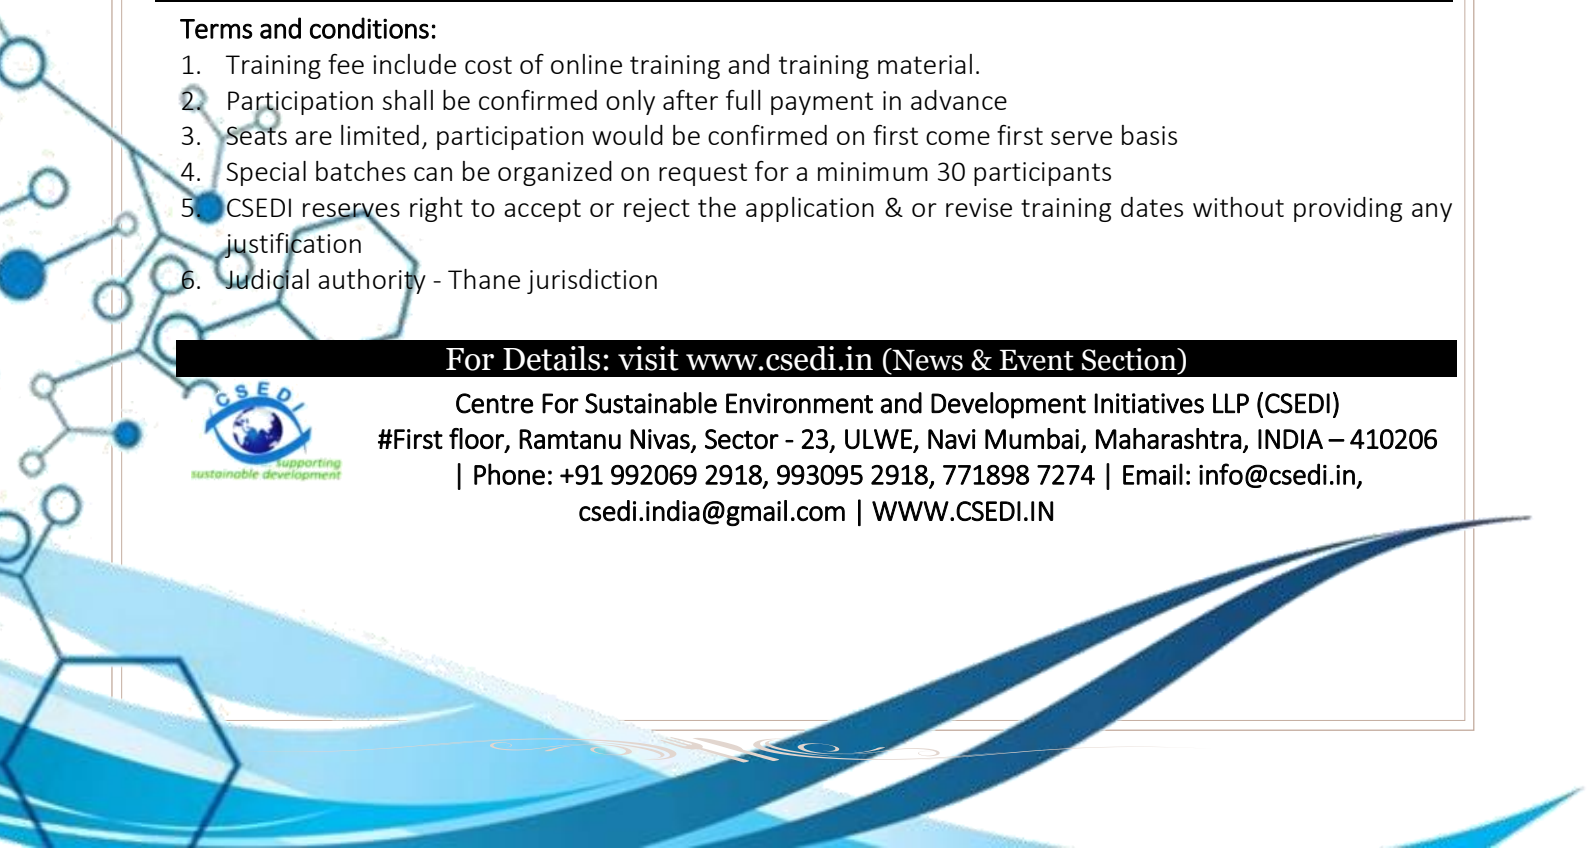 Terms and conditions:
1. Training fee include cost of online training and training material.
2. Participation shall be confirmed only after full payment in advance
3. Seats are limited, participation would be confirmed on first come first serve basis
4. Special batches can be organized on request for a minimum 30 participants
5. CSEDI reserves right to accept or reject the application & or revise training dates without providing any
justification
6. Judicial authority - Thane jurisdiction
For Details: visit www.csedi.in (News & Event Section)
CSEDI
... supporting
sustainable development
Centre For Sustainable Environment and Development Initiatives LLP (CSEDI)
#First floor, Ramtanu Nivas, Sector - 23, ULWE, Navi Mumbai, Maharashtra, INDIA – 410206
| Phone: +91 992069 2918, 993095 2918, 771898 7274 | Email: info@csedi.in,
csedi.india@gmail.com | WWW.CSEDI.IN